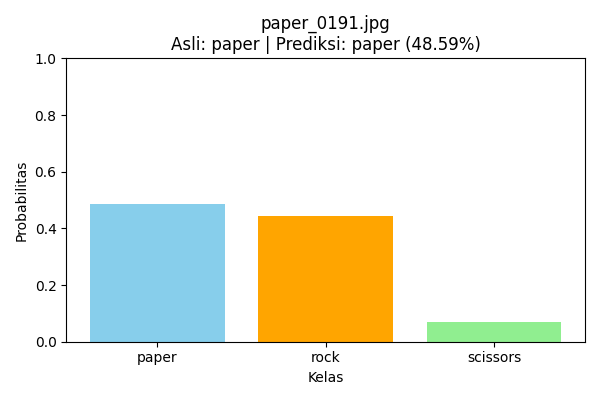 paper_0191.jpg
Asli: paper | Prediksi: paper (48.59%)
1.0
0.8
0.6
0.4
0.2
0.0
Probabilitas
paper
rock
scissors
Kelas